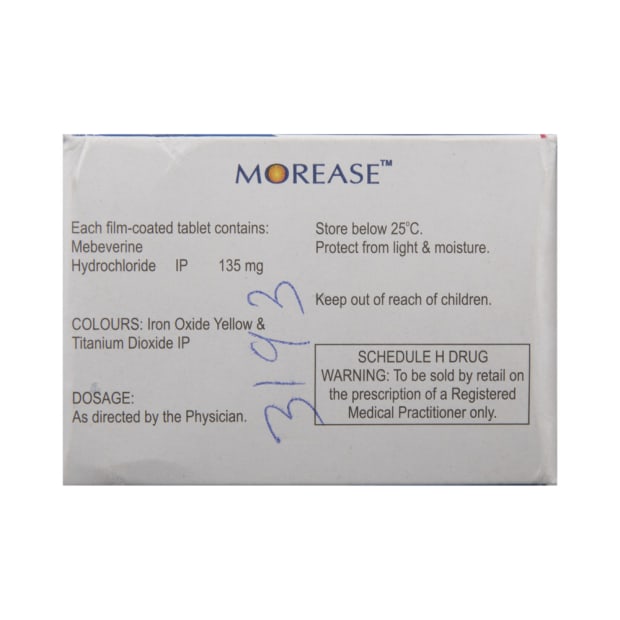 MOREASE™
Each film-coated tablet contains:
Mebeverine
Hydrochloride IP 135 mg
COLOURS: Iron Oxide Yellow &
Titanium Dioxide IP
DOSAGE:
As directed by the Physician.
Store below 25°C.
Protect from light & moisture.
Keep out of reach of children.
SCHEDULE H DRUG
WARNING: To be sold by retail on
the prescription of a Registered
Medical Practitioner only.
3193